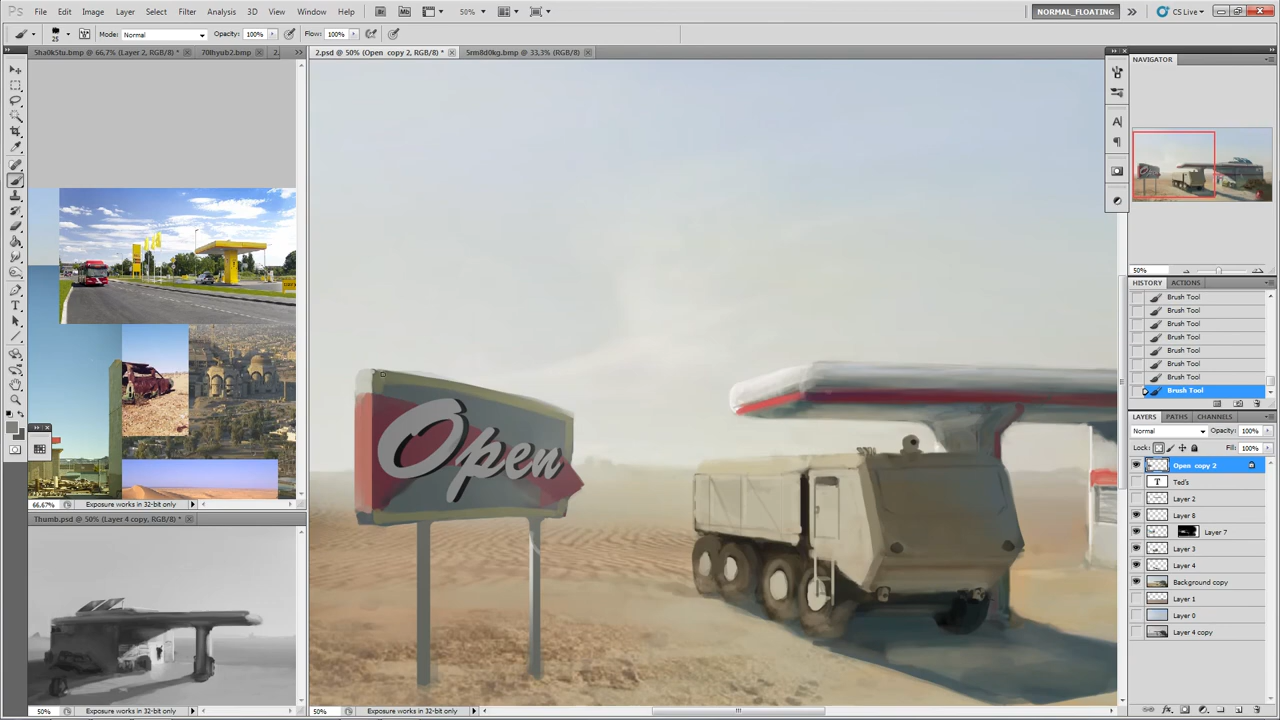 Ps File Edit Image Layer Select Filter Analysis 3D View Window Help Br Mb 50% NORMAL_FLOATING CS Live
25 Mode: Normal Opacity: 100% Flow: 100%
Sha0k5tu.bmp @ 66,7% (Layer 2, RGB/8) * 70lhyub2.bmp 2.
2.psd @ 50% (Open copy 2, RGB/8) * 5rm8d0kg.bmp @ 33,3% (RGB/8)
NAVIGATOR
50%
HISTORY ACTIONS
Brush Tool
Brush Tool
Brush Tool
Brush Tool
Brush Tool
Brush Tool
Brush Tool
Brush Tool
LAYERS PATHS CHANNELS
Normal Opacity: 100%
Lock: Fill: 100%
Open copy 2
T Ted's
Layer 2
Layer 8
Layer 7
Layer 3
Layer 4
Background copy
Layer 1
Layer 0
Layer 4 copy
Open
66.67% Exposure works in 32-bit only
Thumb.psd @ 50% (Layer 4 copy, RGB/8) *
50% Exposure works in 32-bit only
50% Exposure works in 32-bit only